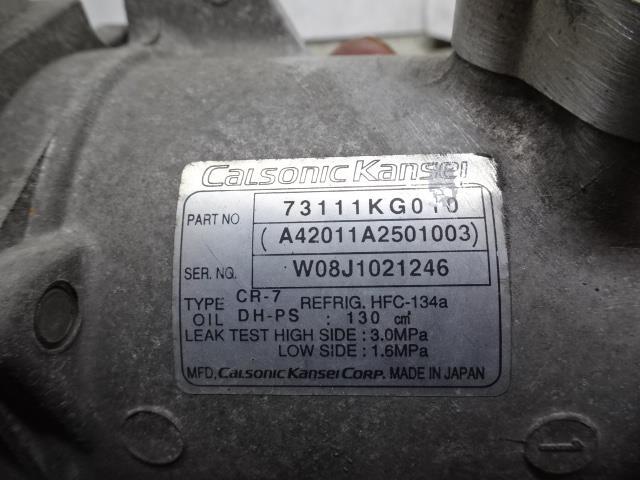 CALSONIC KANSEI
PART NO 73111KG010
(A42011A2501003)
SER. NO. W08J1021246
TYPE CR-7 REFRIG. HFC-134a
OIL DH-PS : 130 cm³
LEAK TEST HIGH SIDE : 3.0MPa
LOW SIDE : 1.6MPa
MFD. CALSONIC KANSEI CORP. MADE IN JAPAN
1